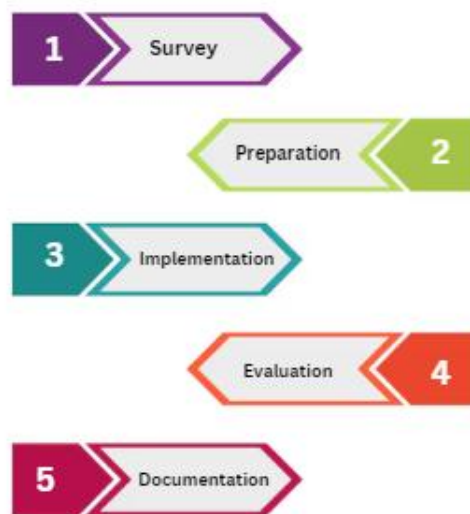 1 Survey
Preparation 2
3 Implementation
Evaluation 4
5 Documentation